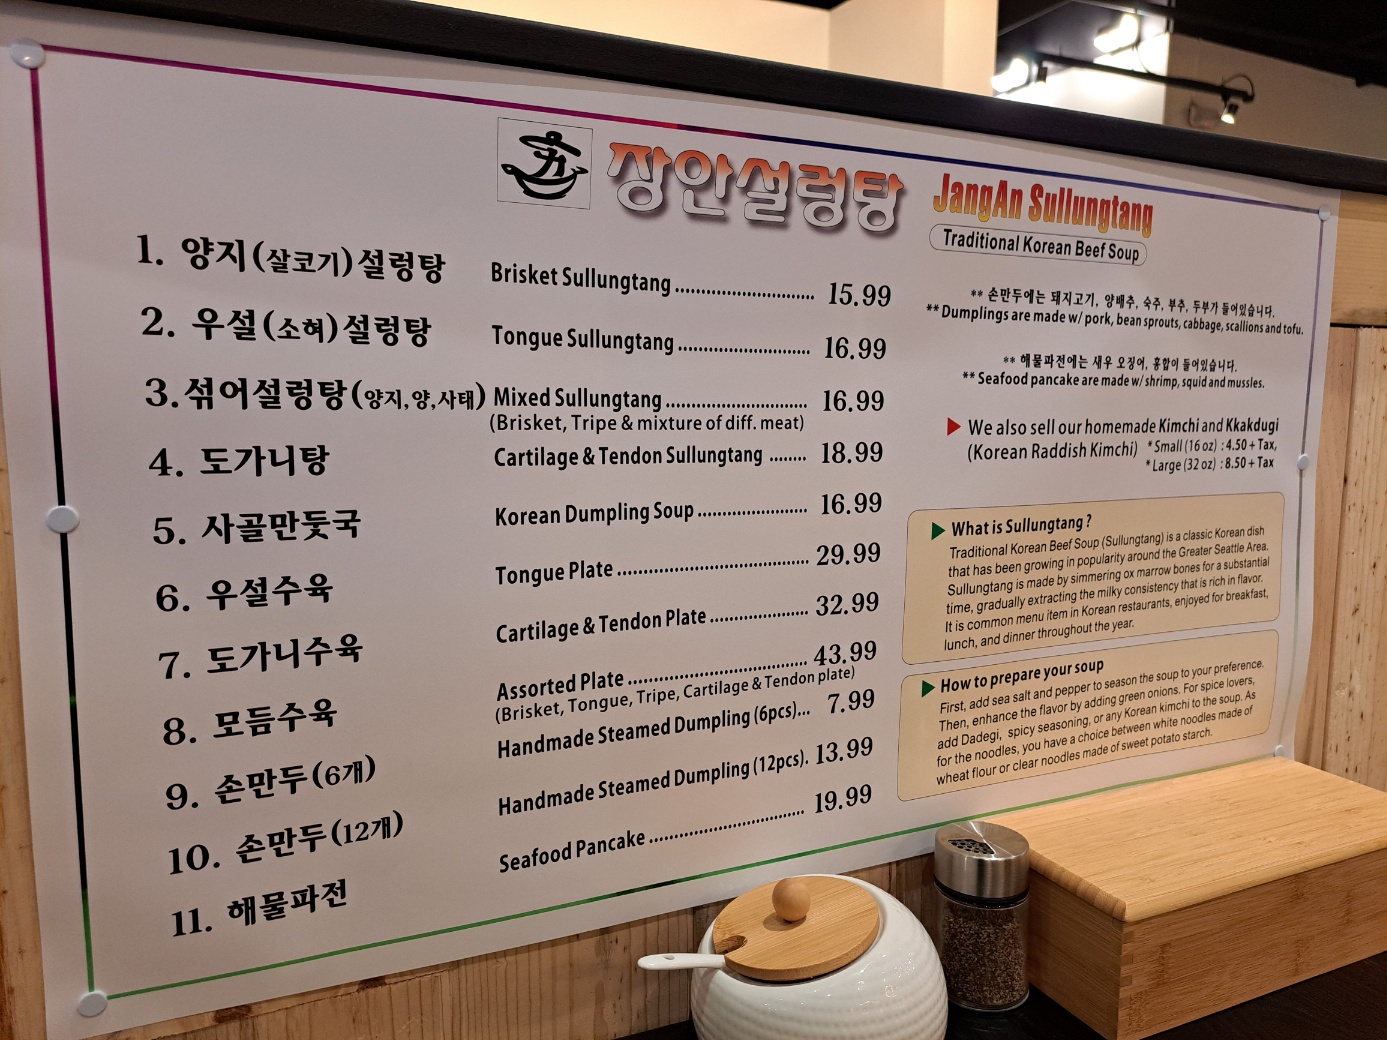 장안설렁탕
JangAn Sullungtang
Traditional Korean Beef Soup
1. 양지(살코기)설렁탕 Brisket Sullungtang 15.99
2. 우설(소혀)설렁탕 Tongue Sullungtang 16.99
3.섞어설렁탕(양지,양,사태) Mixed Sullungtang 16.99
(Brisket, Tripe & mixture of diff. meat)
4. 도가니탕 Cartilage & Tendon Sullungtang 18.99
5. 사골만둣국 Korean Dumpling Soup 16.99
6. 우설수육 Tongue Plate 29.99
7. 도가니수육 Cartilage & Tendon Plate 32.99
8. 모듬수육 Assorted Plate 43.99
(Brisket, Tongue, Tripe, Cartilage & Tendon plate)
9. 손만두(6개) Handmade Steamed Dumpling (6pcs)... 7.99
10. 손만두(12개) Handmade Steamed Dumpling (12pcs). 13.99
11. 해물파전 Seafood Pancake 19.99
** 손만두에는 돼지고기, 양배추, 숙주, 부추, 두부가 들어있습니다.
** Dumplings are made w/ pork, bean sprouts, cabbage, scallions and tofu.
** 해물파전에는 새우 오징어, 홍합이 들어있습니다.
** Seafood pancake are made w/ shrimp, squid and mussles.
We also sell our homemade Kimchi and Kkakdugi
(Korean Raddish Kimchi) * Small (16 oz) : 4.50 + Tax,
* Large (32 oz) : 8.50 + Tax
What is Sullungtang ?
Traditional Korean Beef Soup (Sullungtang) is a classic Korean dish
that has been growing in popularity around the Greater Seattle Area.
Sullungtang is made by simmering ox marrow bones for a substantial
time, gradually extracting the milky consistency that is rich in flavor.
It is common menu item in Korean restaurants, enjoyed for breakfast,
lunch, and dinner throughout the year.
How to prepare your soup
First, add sea salt and pepper to season the soup to your preference.
Then, enhance the flavor by adding green onions. For spice lovers,
add Dadegi, spicy seasoning, or any Korean kimchi to the soup. As
for the noodles, you have a choice between white noodles made of
wheat flour or clear noodles made of sweet potato starch.